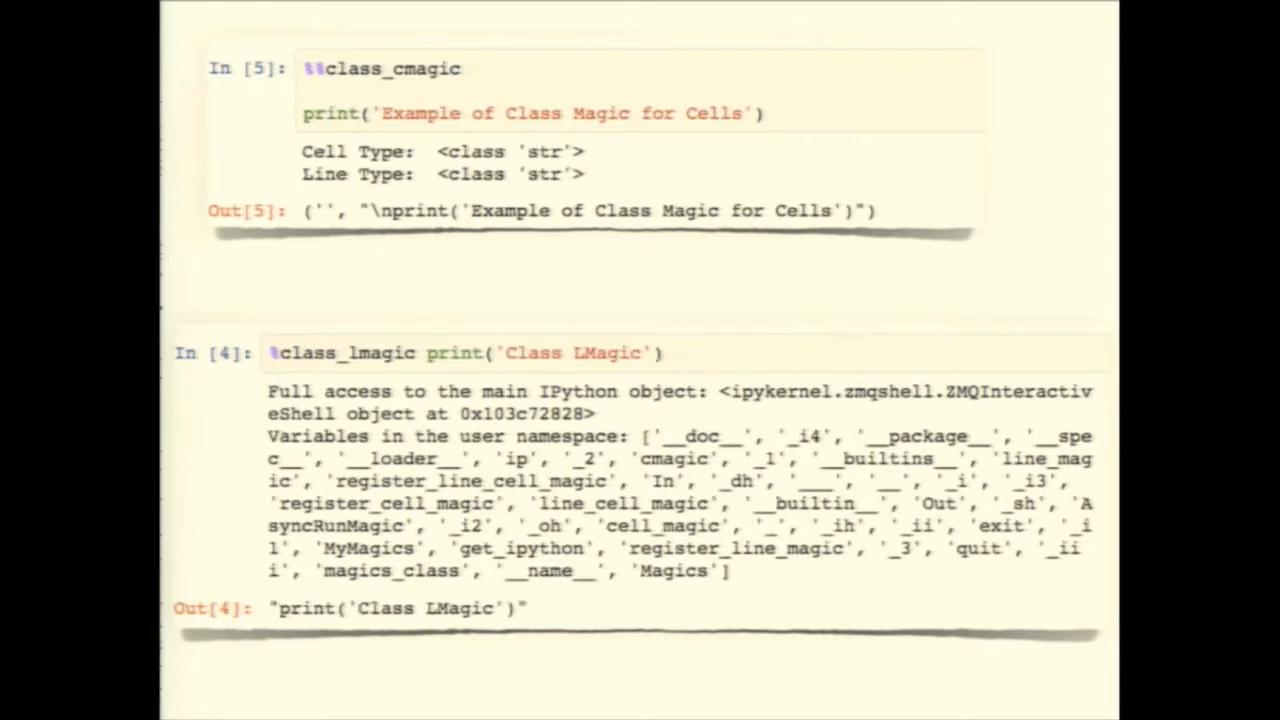 In [5]: %%class_cmagic
print('Example of Class Magic for Cells')
Cell Type:  <class 'str'>
Line Type:  <class 'str'>
Out[5]: ('', "\nprint('Example of Class Magic for Cells')")
In [4]: %class_lmagic print('Class LMagic')
Full access to the main IPython object: <ipykernel.zmqshell.ZMQInteractiv
eShell object at 0x103c72828>
Variables in the user namespace: ['__doc__', '_i4', '__package__', '__spe
c__', '__loader__', 'ip', '_2', 'cmagic', '_1', '__builtins__', 'line_mag
ic', 'register_line_cell_magic', 'In', '_dh', '___', '__', '_i', '_i3',
'register_cell_magic', 'line_cell_magic', '__builtin__', 'Out', '_sh', 'A
syncRunMagic', '_i2', '_oh', 'cell_magic', '_', '_ih', '_ii', 'exit', '_i
1', 'MyMagics', 'get_ipython', 'register_line_magic', '_3', 'quit', '_ii
i', 'magics_class', '__name__', 'Magics']
Out[4]: "print('Class LMagic')"